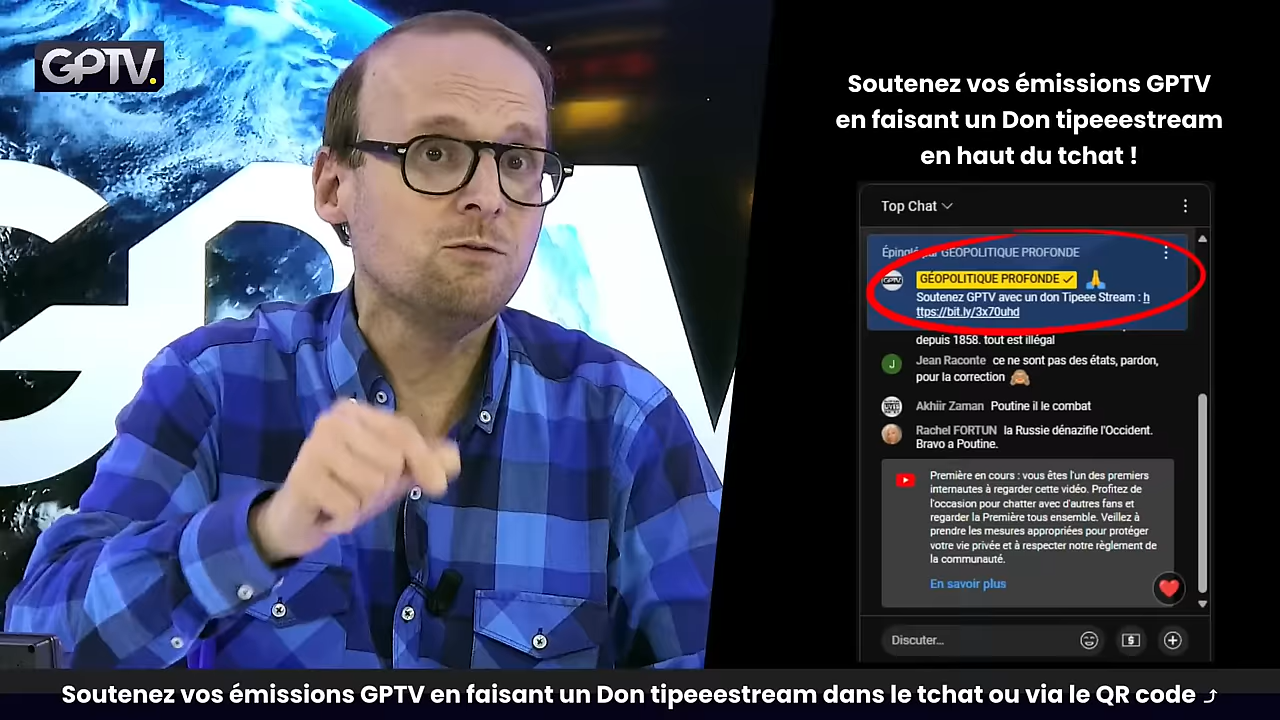 GPTV.
Soutenez vos émissions GPTV
en faisant un Don tipeeestream
en haut du tchat !
Top Chat
Épinglé par GÉOPOLITIQUE PROFONDE
GÉOPOLITIQUE PROFONDE
Soutenez GPTV avec un don Tipeee Stream : h
ttps://bit.ly/3x70uhd
depuis 1858. tout est illégal
J
Jean Raconte ce ne sont pas des états, pardon,
pour la correction
Akhiir Zaman Poutine il le combat
Rachel FORTUN la Russie dénazifie l'Occident.
Bravo a Poutine.
Première en cours : vous êtes l'un des premiers
internautes à regarder cette vidéo. Profitez de
l'occasion pour chatter avec d'autres fans et
regarder la Première tous ensemble. Veillez à
prendre les mesures appropriées pour protéger
votre vie privée et à respecter notre règlement de
la communauté.
En savoir plus
Discuter...
Soutenez vos émissions GPTV en faisant un Don tipeeestream dans le tchat ou via le QR code